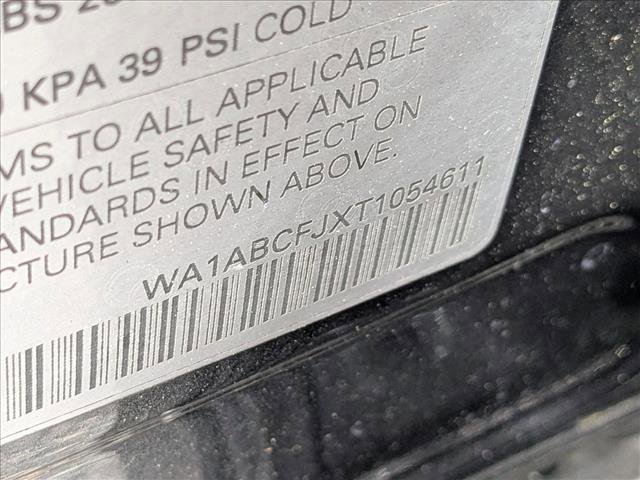 BS
KPA 39 PSI COLD
MS TO ALL APPLICABLE
VEHICLE SAFETY AND
ANDARDS IN EFFECT ON
CTURE SHOWN ABOVE.
WA1ABCFJXT1054611